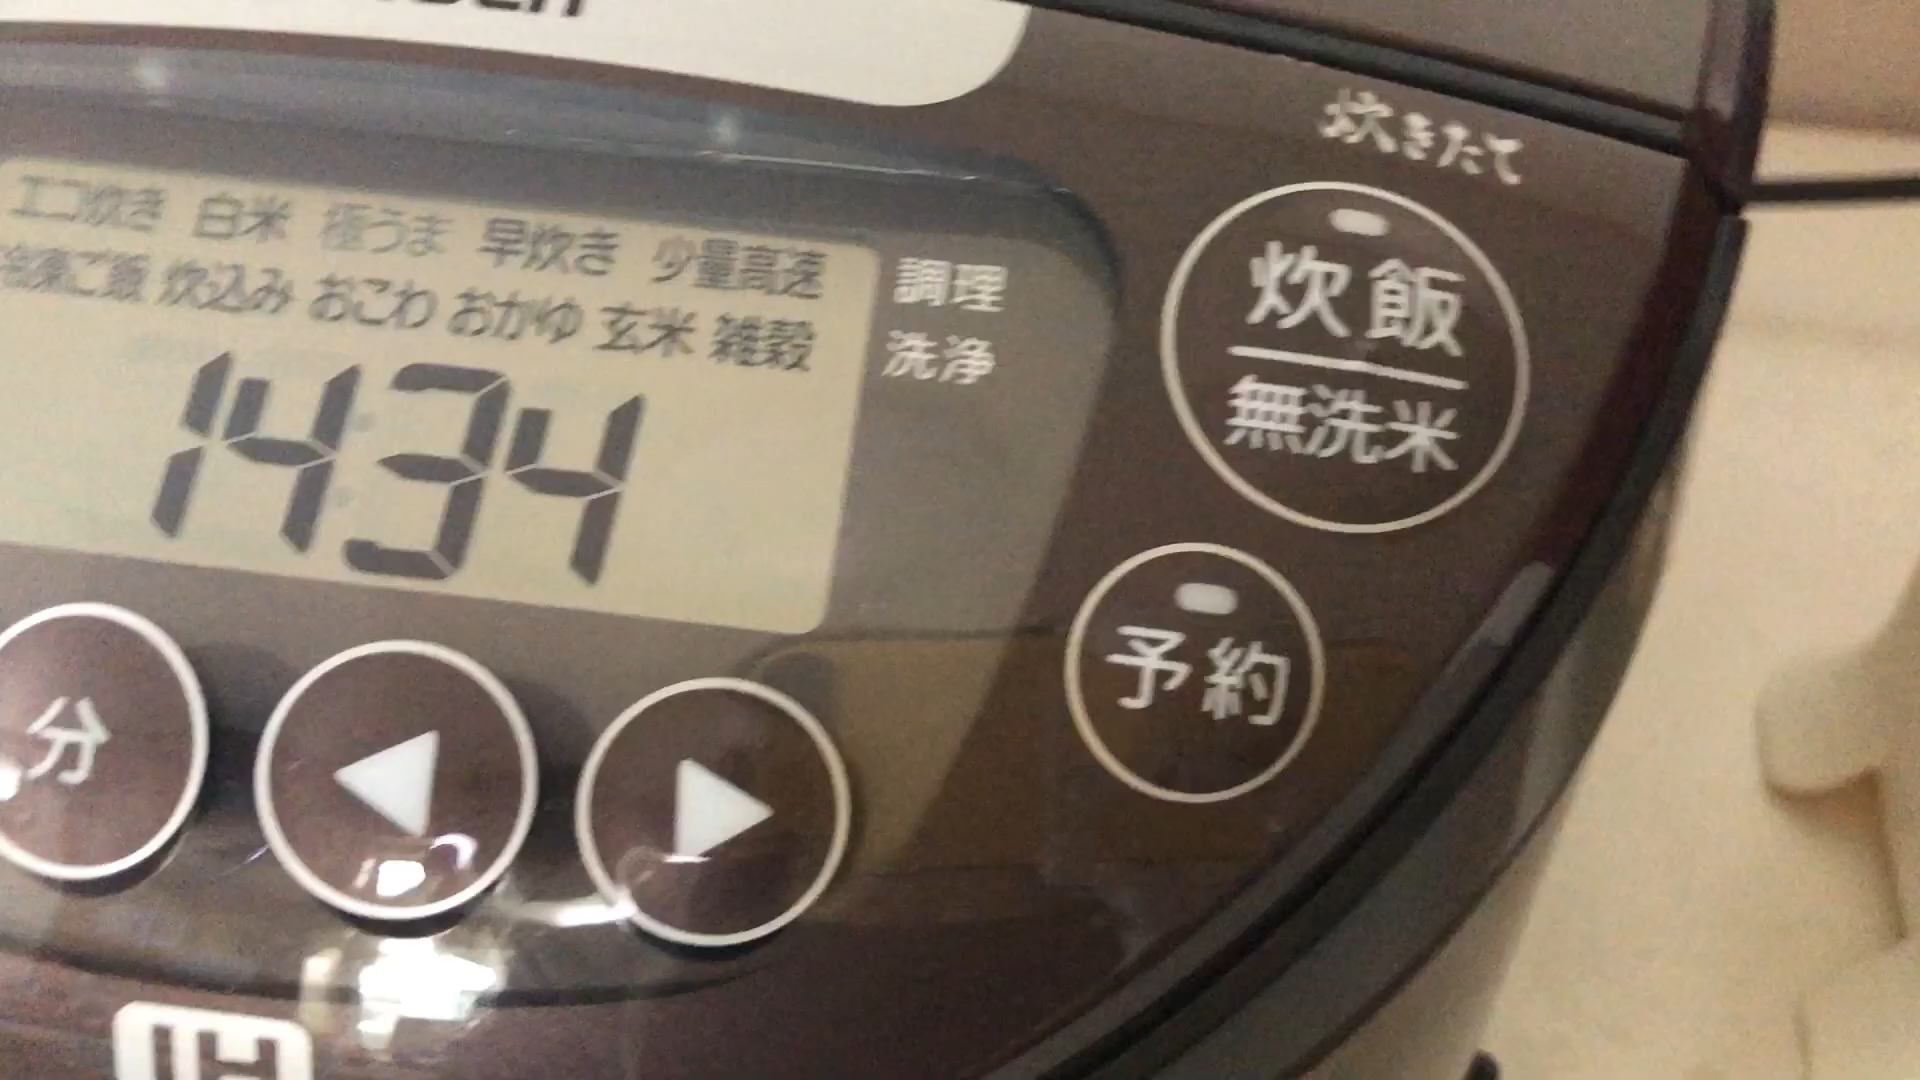 炊きたて
エコ炊き 白米 極うま 早炊き 少量高速
冷凍ご飯 炊込み おこわ おかゆ 玄米 雑穀
調理
洗浄
14:34
炊飯
無洗米
予約
分